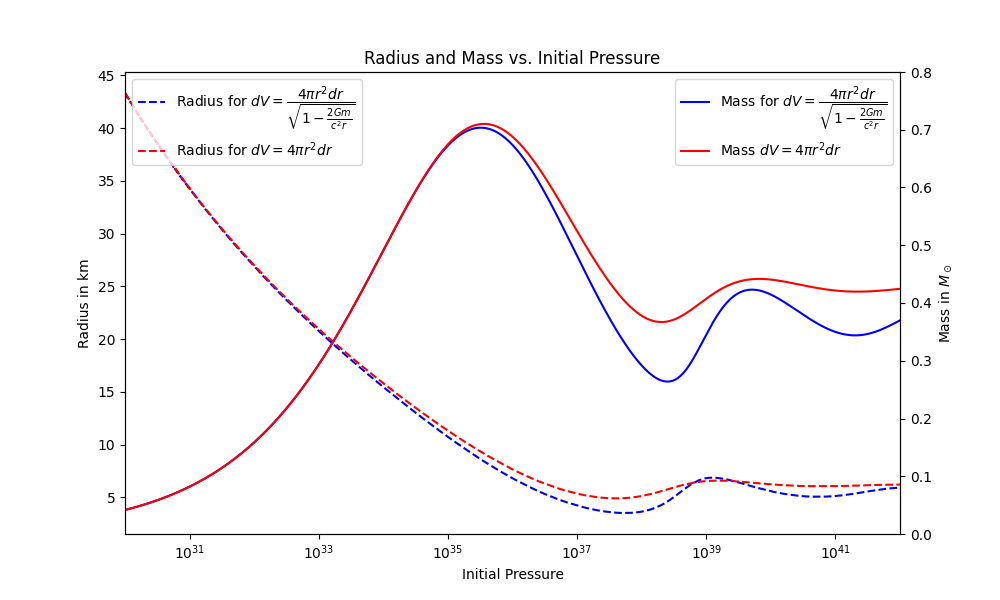 Radius and Mass vs. Initial Pressure
Radius for $dV = \dfrac{4\pi r^2 dr}{\sqrt{1 - \frac{2Gm}{c^2 r}}}$
Radius for $dV = 4\pi r^2 dr$
Mass for $dV = \dfrac{4\pi r^2 dr}{\sqrt{1 - \frac{2Gm}{c^2 r}}}$
Mass $dV = 4\pi r^2 dr$
Radius in km
45
40
35
30
25
20
15
10
5
0.8
0.7
0.6
0.5
0.4
0.3
0.2
0.1
0.0
Mass in $M_\odot$
$10^{31}$ $10^{33}$ $10^{35}$ $10^{37}$ $10^{39}$ $10^{41}$
Initial Pressure